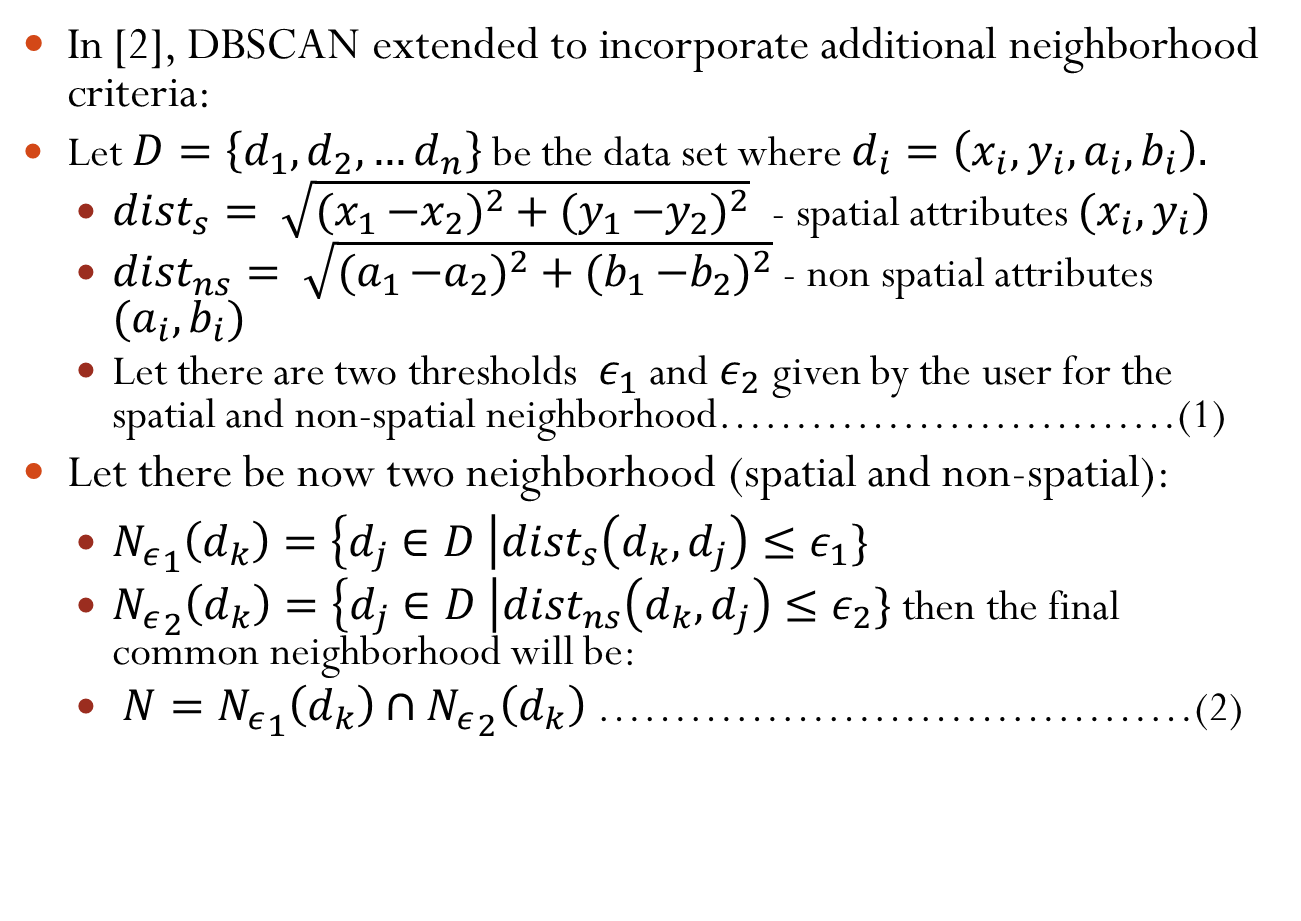 • In [2], DBSCAN extended to incorporate additional neighborhood
criteria:
• Let D = {d₁, d₂, … dₙ} be the data set where dᵢ = (xᵢ, yᵢ, aᵢ, bᵢ).
• distₛ = √((x₁ −x₂)² + (y₁ −y₂)²) - spatial attributes (xᵢ, yᵢ)
• distₙₛ = √((a₁ −a₂)² + (b₁ −b₂)²) - non spatial attributes
(aᵢ, bᵢ)
• Let there are two thresholds ϵ₁ and ϵ₂ given by the user for the
spatial and non-spatial neighborhood..............................(1)
• Let there be now two neighborhood (spatial and non-spatial):
• N_ϵ₁(dₖ) = {dⱼ ∈ D |distₛ(dₖ, dⱼ) ≤ ϵ₁}
• N_ϵ₂(dₖ) = {dⱼ ∈ D |distₙₛ(dₖ, dⱼ) ≤ ϵ₂} then the final
common neighborhood will be:
• N = N_ϵ₁(dₖ) ∩ N_ϵ₂(dₖ) .......................................(2)